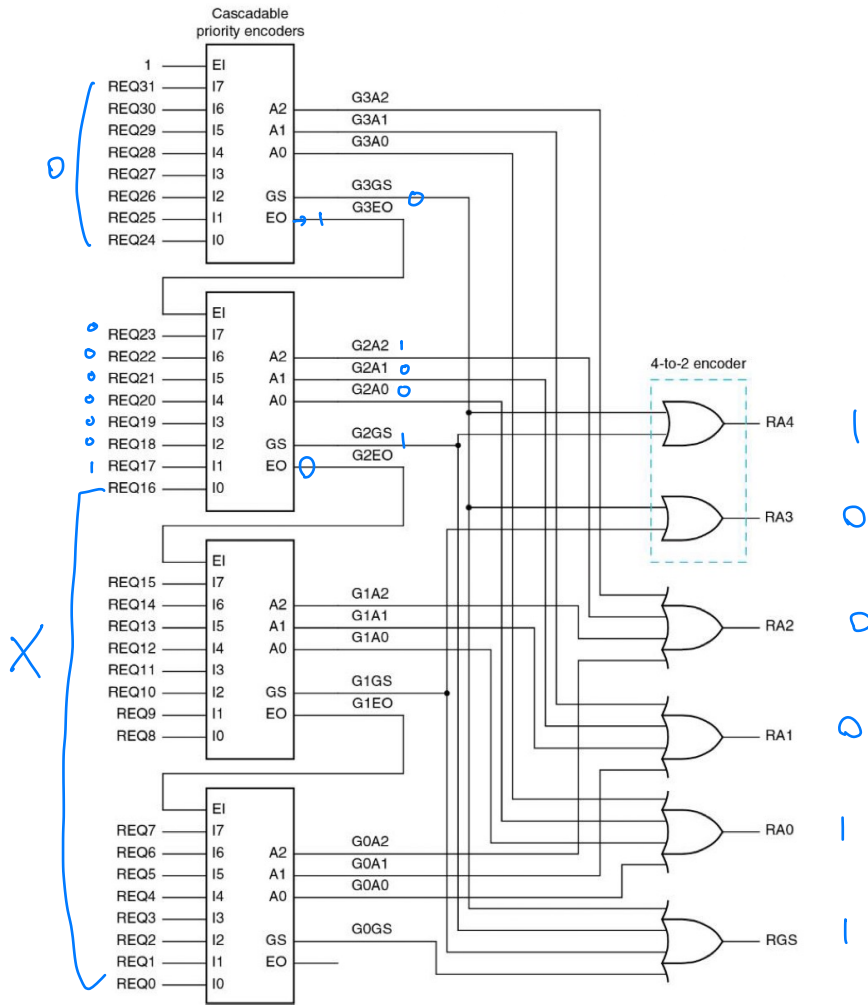 Cascadable
priority encoders
1 EI
REQ31 I7
REQ30 I6 A2 G3A2
REQ29 I5 A1 G3A1
REQ28 I4 A0 G3A0
0
REQ27 I3
REQ26 I2 GS G3GS 0
REQ25 I1 EO 1 G3EO
REQ24 I0
EI
0 REQ23 I7
0 REQ22 I6 A2 G2A2 1
0 REQ21 I5 A1 G2A1 0
0 REQ20 I4 A0 G2A0 0
4-to-2 encoder
0 REQ19 I3
0 REQ18 I2 GS G2GS 1
1 REQ17 I1 EO 0 G2EO
REQ16 I0
RA4 1
RA3 0
EI
REQ15 I7
REQ14 I6 A2 G1A2
REQ13 I5 A1 G1A1
REQ12 I4 A0 G1A0
RA2 0
X
REQ11 I3
REQ10 I2 GS G1GS
REQ9 I1 EO G1EO
REQ8 I0
RA1 0
EI
REQ7 I7
REQ6 I6 A2 G0A2
REQ5 I5 A1 G0A1
REQ4 I4 A0 G0A0
RA0 1
REQ3 I3
REQ2 I2 GS G0GS
REQ1 I1 EO
REQ0 I0
RGS 1